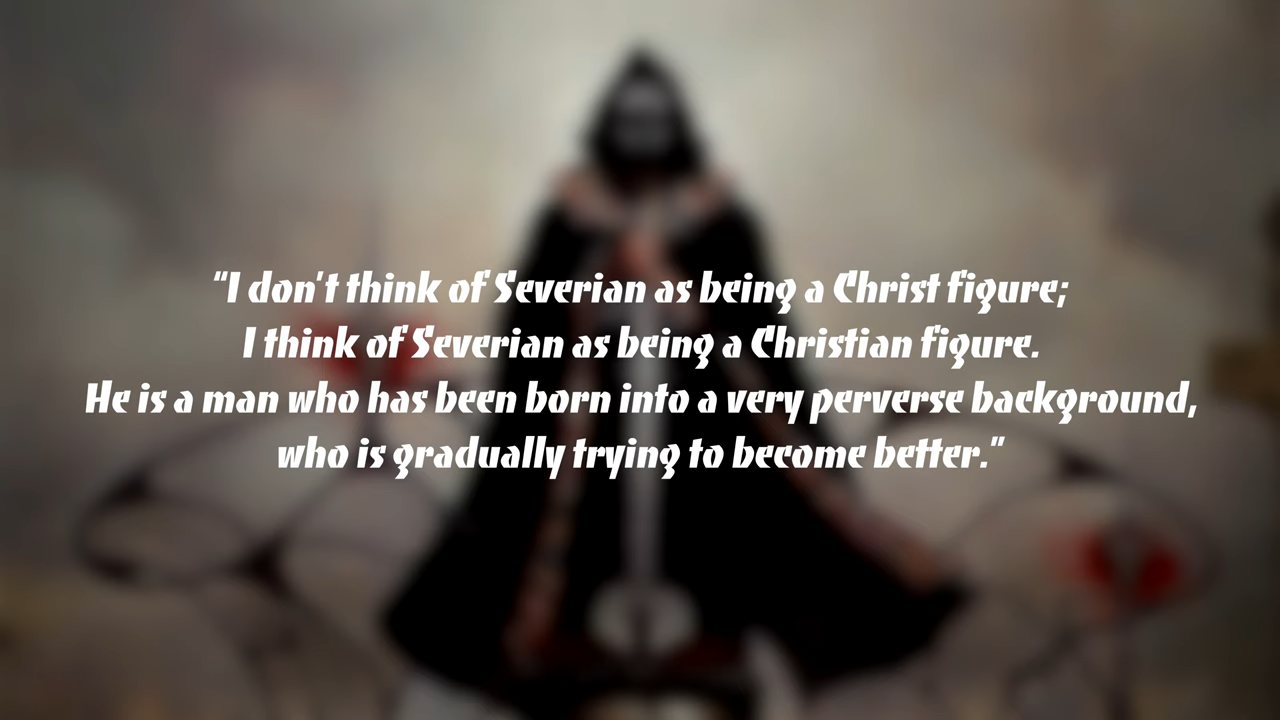 “I don't think of Severian as being a Christ figure;
I think of Severian as being a Christian figure.
He is a man who has been born into a very perverse background,
who is gradually trying to become better.”